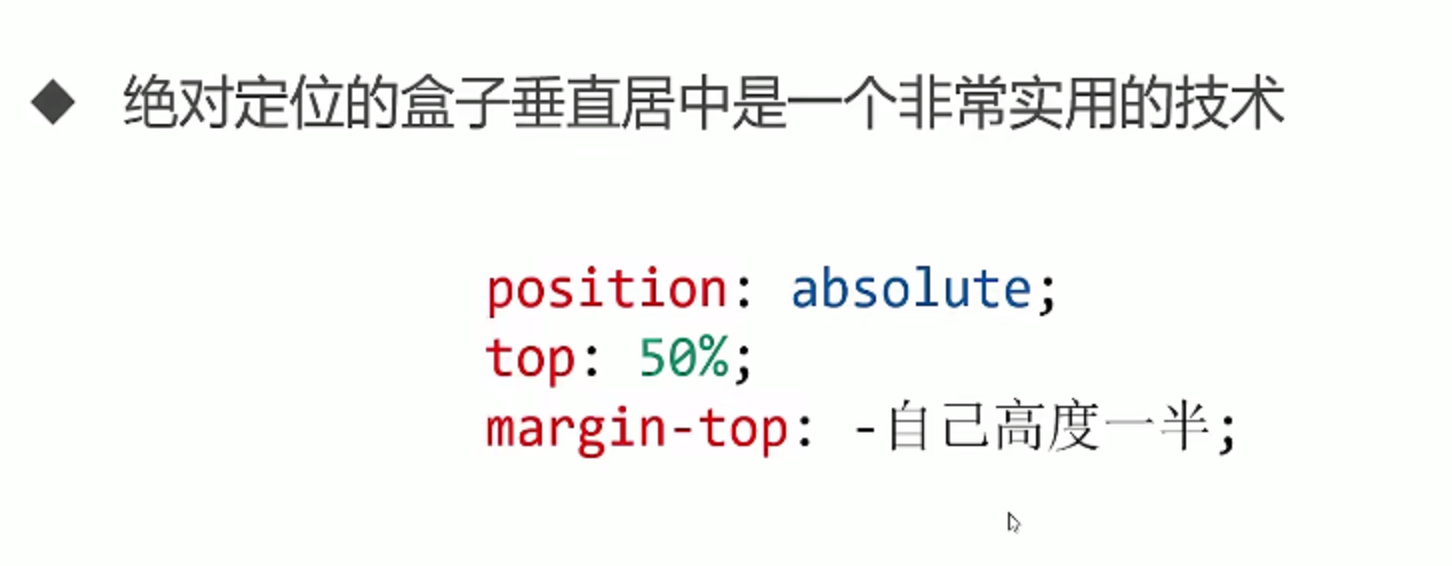 ◆ 绝对定位的盒子垂直居中是一个非常实用的技术
position: absolute;
top: 50%;
margin-top: -自己高度一半;